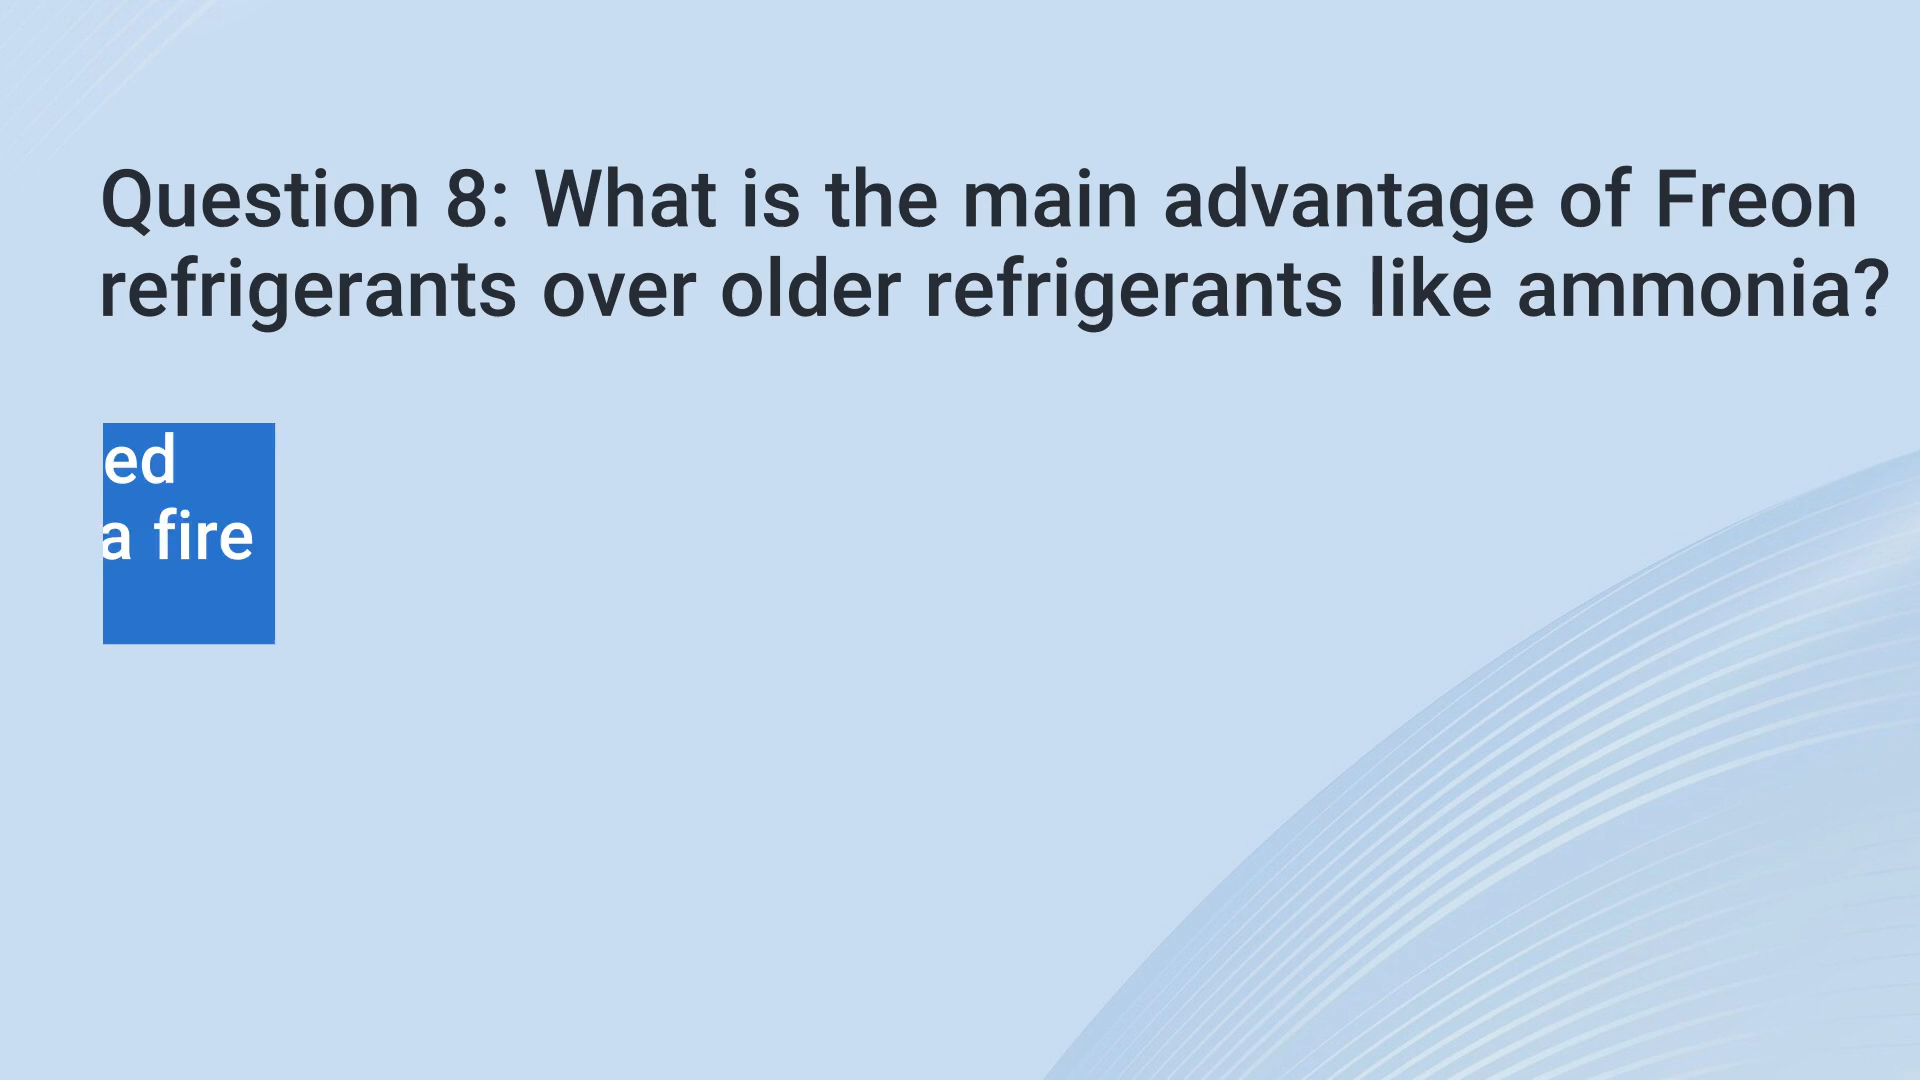 Question 8: What is the main advantage of Freon
refrigerants over older refrigerants like ammonia?
ed
a fire